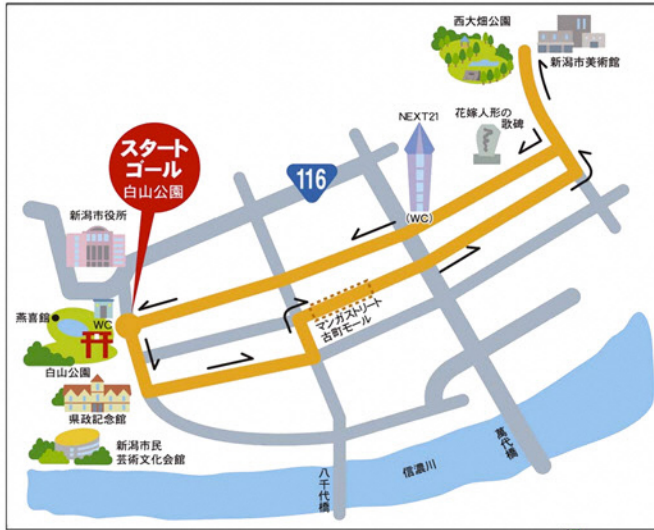 西大畑公園
新潟市美術館
NEXT21
花嫁人形の
歌碑
スタート
ゴール
白山公園
116
新潟市役所
(WC)
燕喜館
WC
マンガストリート
古町モール
白山公園
県政記念館
新潟市民
芸術文化会館
八千代橋
信濃川
萬代橋